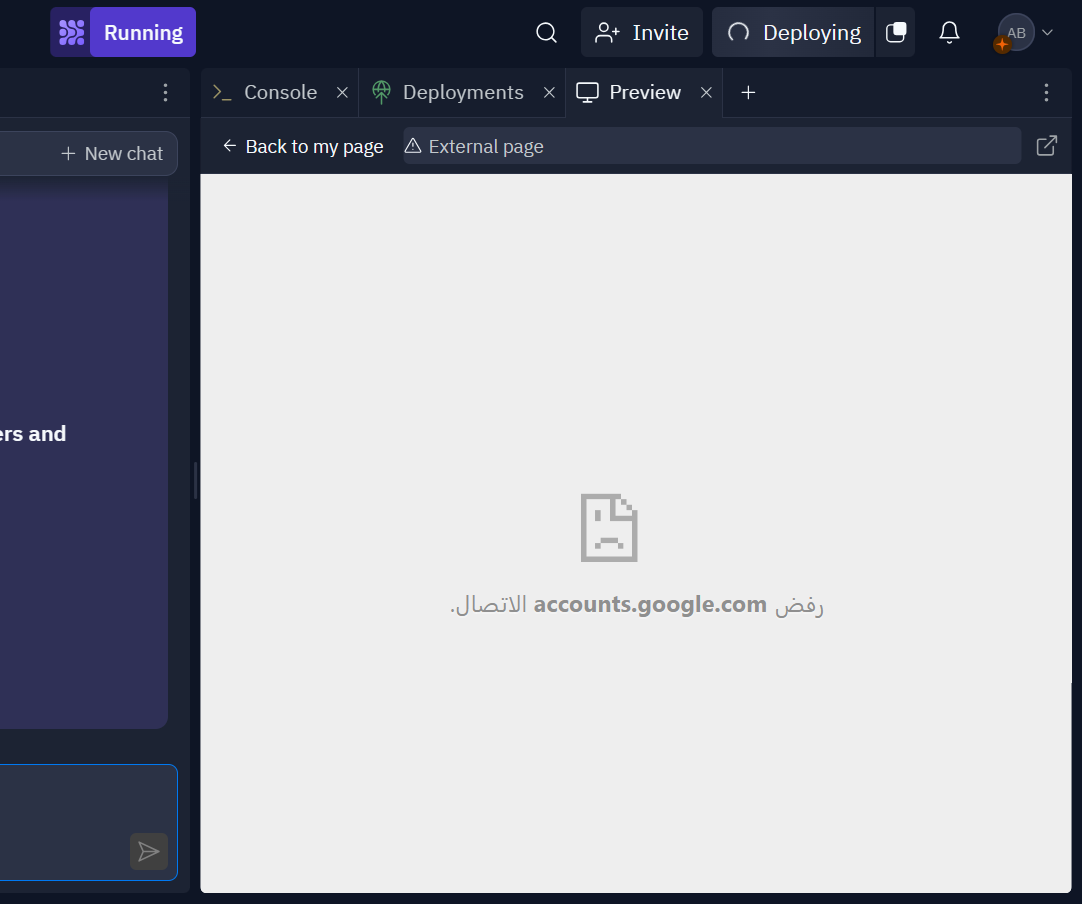 Running
Invite
Deploying
AB
Console
Deployments
Preview
New chat
Back to my page
External page
ers and
رفض accounts.google.com الاتصال.